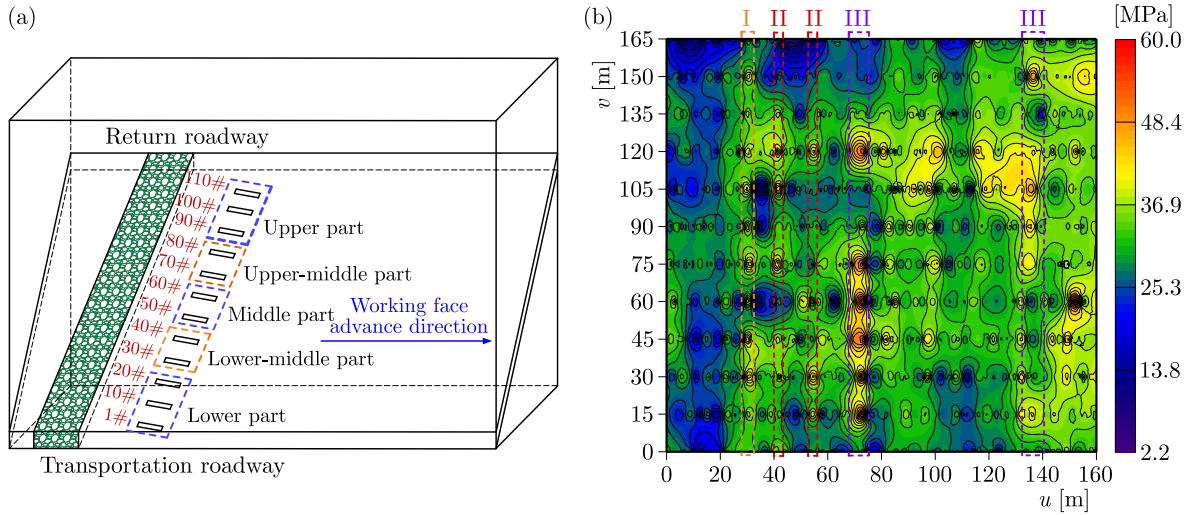 (a)
Return roadway
110#
100#
90#
80#
70#
60#
50#
40#
30#
20#
10#
1#
Upper part
Upper-middle part
Middle part
Lower-middle part
Lower part
Working face
advance direction
Transportation roadway
(b)
I II II III III
[MPa]
v [m]
165
150
135
120
105
90
75
60
45
30
15
0
0 20 40 60 80 100 120 140 160
u [m]
60.0
48.4
36.9
25.3
13.8
2.2